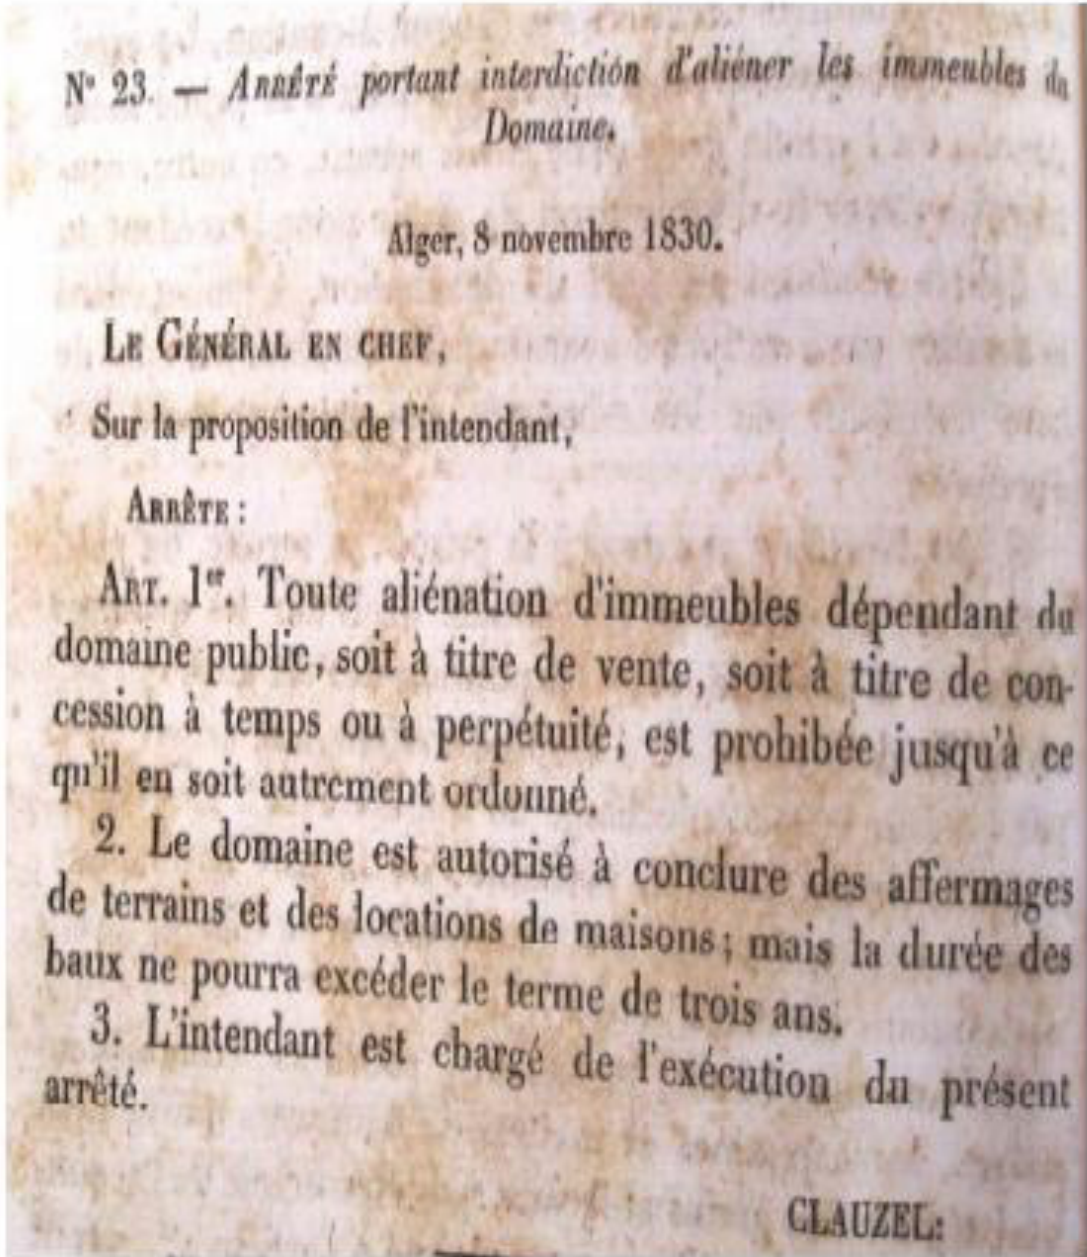 N° 23. — ARRÊTÉ portant interdiction d'aliéner les immeubles du
Domaine.
Alger, 8 novembre 1830.
LE GÉNÉRAL EN CHEF,
Sur la proposition de l'intendant,
ARRÊTE :
ART. 1er. Toute aliénation d'immeubles dépendant du
domaine public, soit à titre de vente, soit à titre de con-
cession à temps ou à perpétuité, est prohibée jusqu'à ce
qu'il en soit autrement ordonné.
2. Le domaine est autorisé à conclure des affermages
de terrains et des locations de maisons; mais la durée des
baux ne pourra excéder le terme de trois ans.
3. L'intendant est chargé de l'exécution du présent
arrêté.
CLAUZEL: